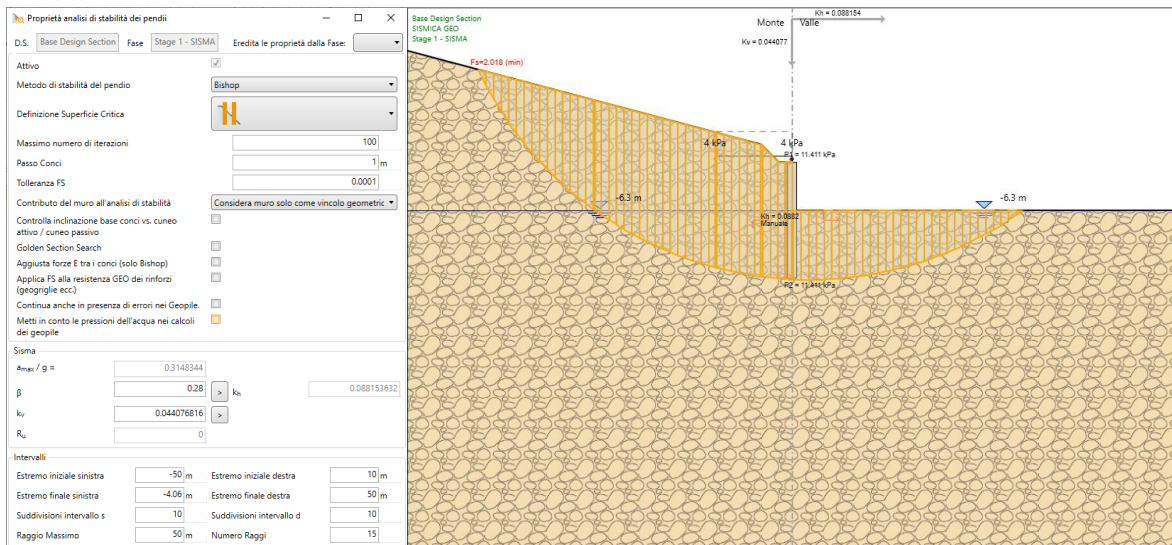 Proprietà analisi di stabilità dei pendii
D.S. Base Design Section Fase Stage 1 - SISMA Eredita le proprietà dalla Fase:
Attivo
Metodo di stabilità del pendio Bishop
Definizione Superficie Critica
Massimo numero di iterazioni 100
Passo Conci 1 m
Tolleranza FS 0.0001
Contributo del muro all'analisi di stabilità Considera muro solo come vincolo geometric
Controlla inclinazione base conci vs. cuneo
attivo / cuneo passivo
Golden Section Search
Aggiusta forze E tra i conci (solo Bishop)
Applica FS alla resistenza GEO dei rinforzi
(geogriglie ecc.)
Continua anche in presenza di errori nei Geopile.
Metti in conto le pressioni dell'acqua nei calcoli
dei geopile
Sisma
amax / g = 0.3148344
β 0.28 > kh 0.088153632
kv 0.044076816 >
Ru 0
Intervalli
Estremo iniziale sinistra -50 m Estremo iniziale destra 10 m
Estremo finale sinistra -4.06 m Estremo finale destra 50 m
Suddivisioni intervallo s 10 Suddivisioni intervallo d 10
Raggio Massimo 50 m Numero Raggi 15
Base Design Section
SISMICA GEO
Stage 1 - SISMA
Kh = 0.088154
Monte Valle
Kv = 0.044077
Fs=2.018 (min)
4 kPa 4 kPa
P1 = 11.411 kPa
-6.3 m -6.3 m
Kh = 0.0882
Manuale
P2 = 11.411 kPa